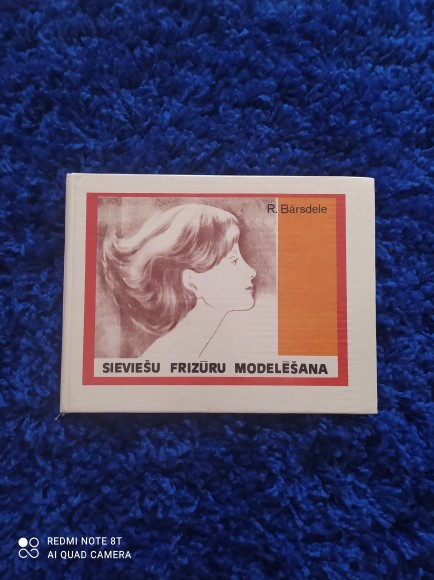 R. Bārsdele
SIEVIEŠU FRIZŪRU MODELĒŠANA
REDMI NOTE 8T
AI QUAD CAMERA